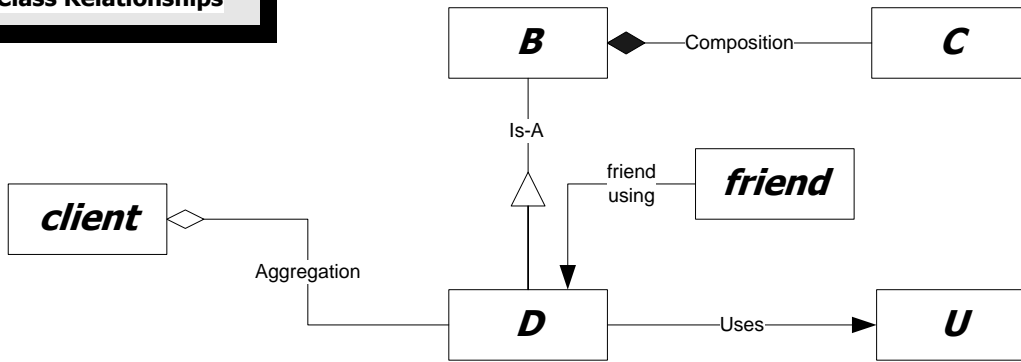 Class Relationships
B
Composition
C
Is-A
friend
using
friend
client
Aggregation
D
Uses
U